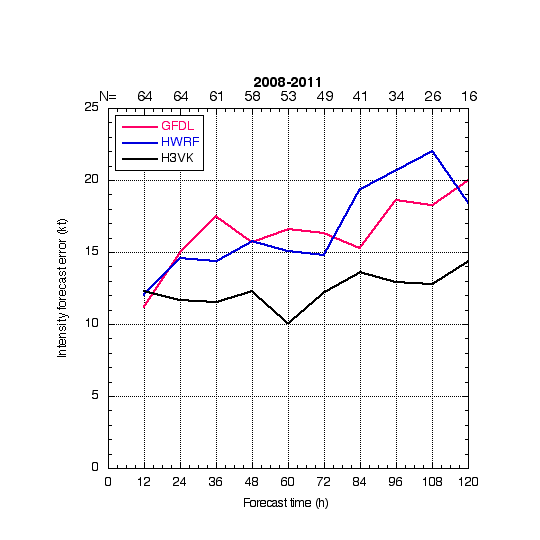 2008-2011
N= 64 64 61 58 53 49 41 34 26 16
25
GFDL
HWRF
H3VK
20
15
10
5
0
Intensity forecast error (kt)
0 12 24 36 48 60 72 84 96 108 120
Forecast time (h)